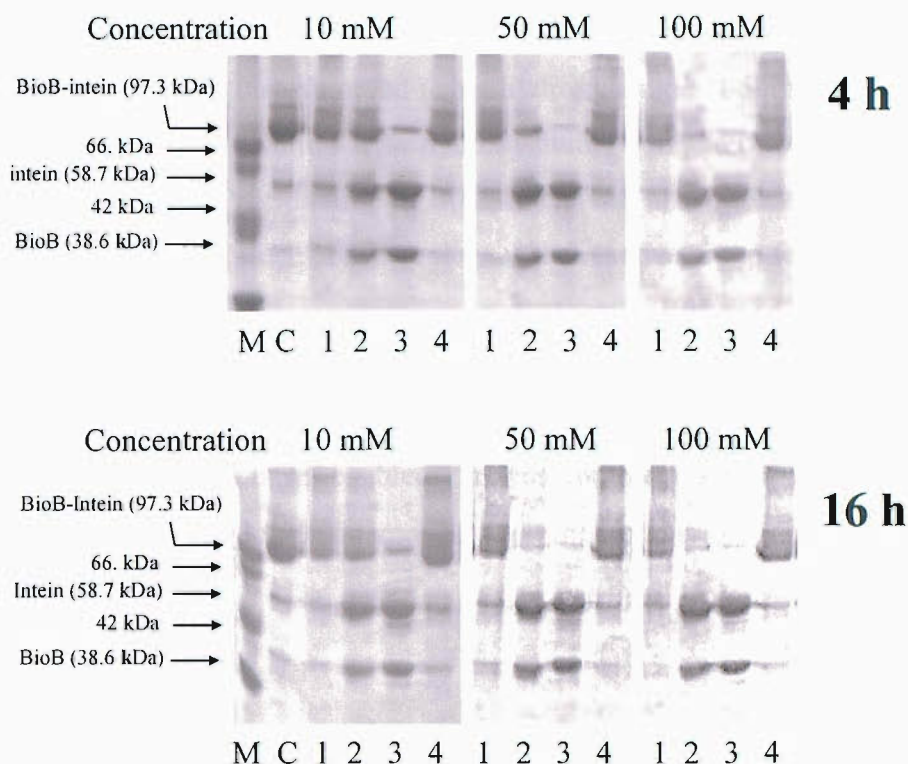 Concentration 10 mM 50 mM 100 mM
4 h
BioB-intein (97.3 kDa)
66. kDa
intein (58.7 kDa)
42 kDa
BioB (38.6 kDa)
M C 1 2 3 4 1 2 3 4 1 2 3 4
Concentration 10 mM 50 mM 100 mM
16 h
BioB-Intein (97.3 kDa)
66. kDa
Intein (58.7 kDa)
42 kDa
BioB (38.6 kDa)
M C 1 2 3 4 1 2 3 4 1 2 3 4